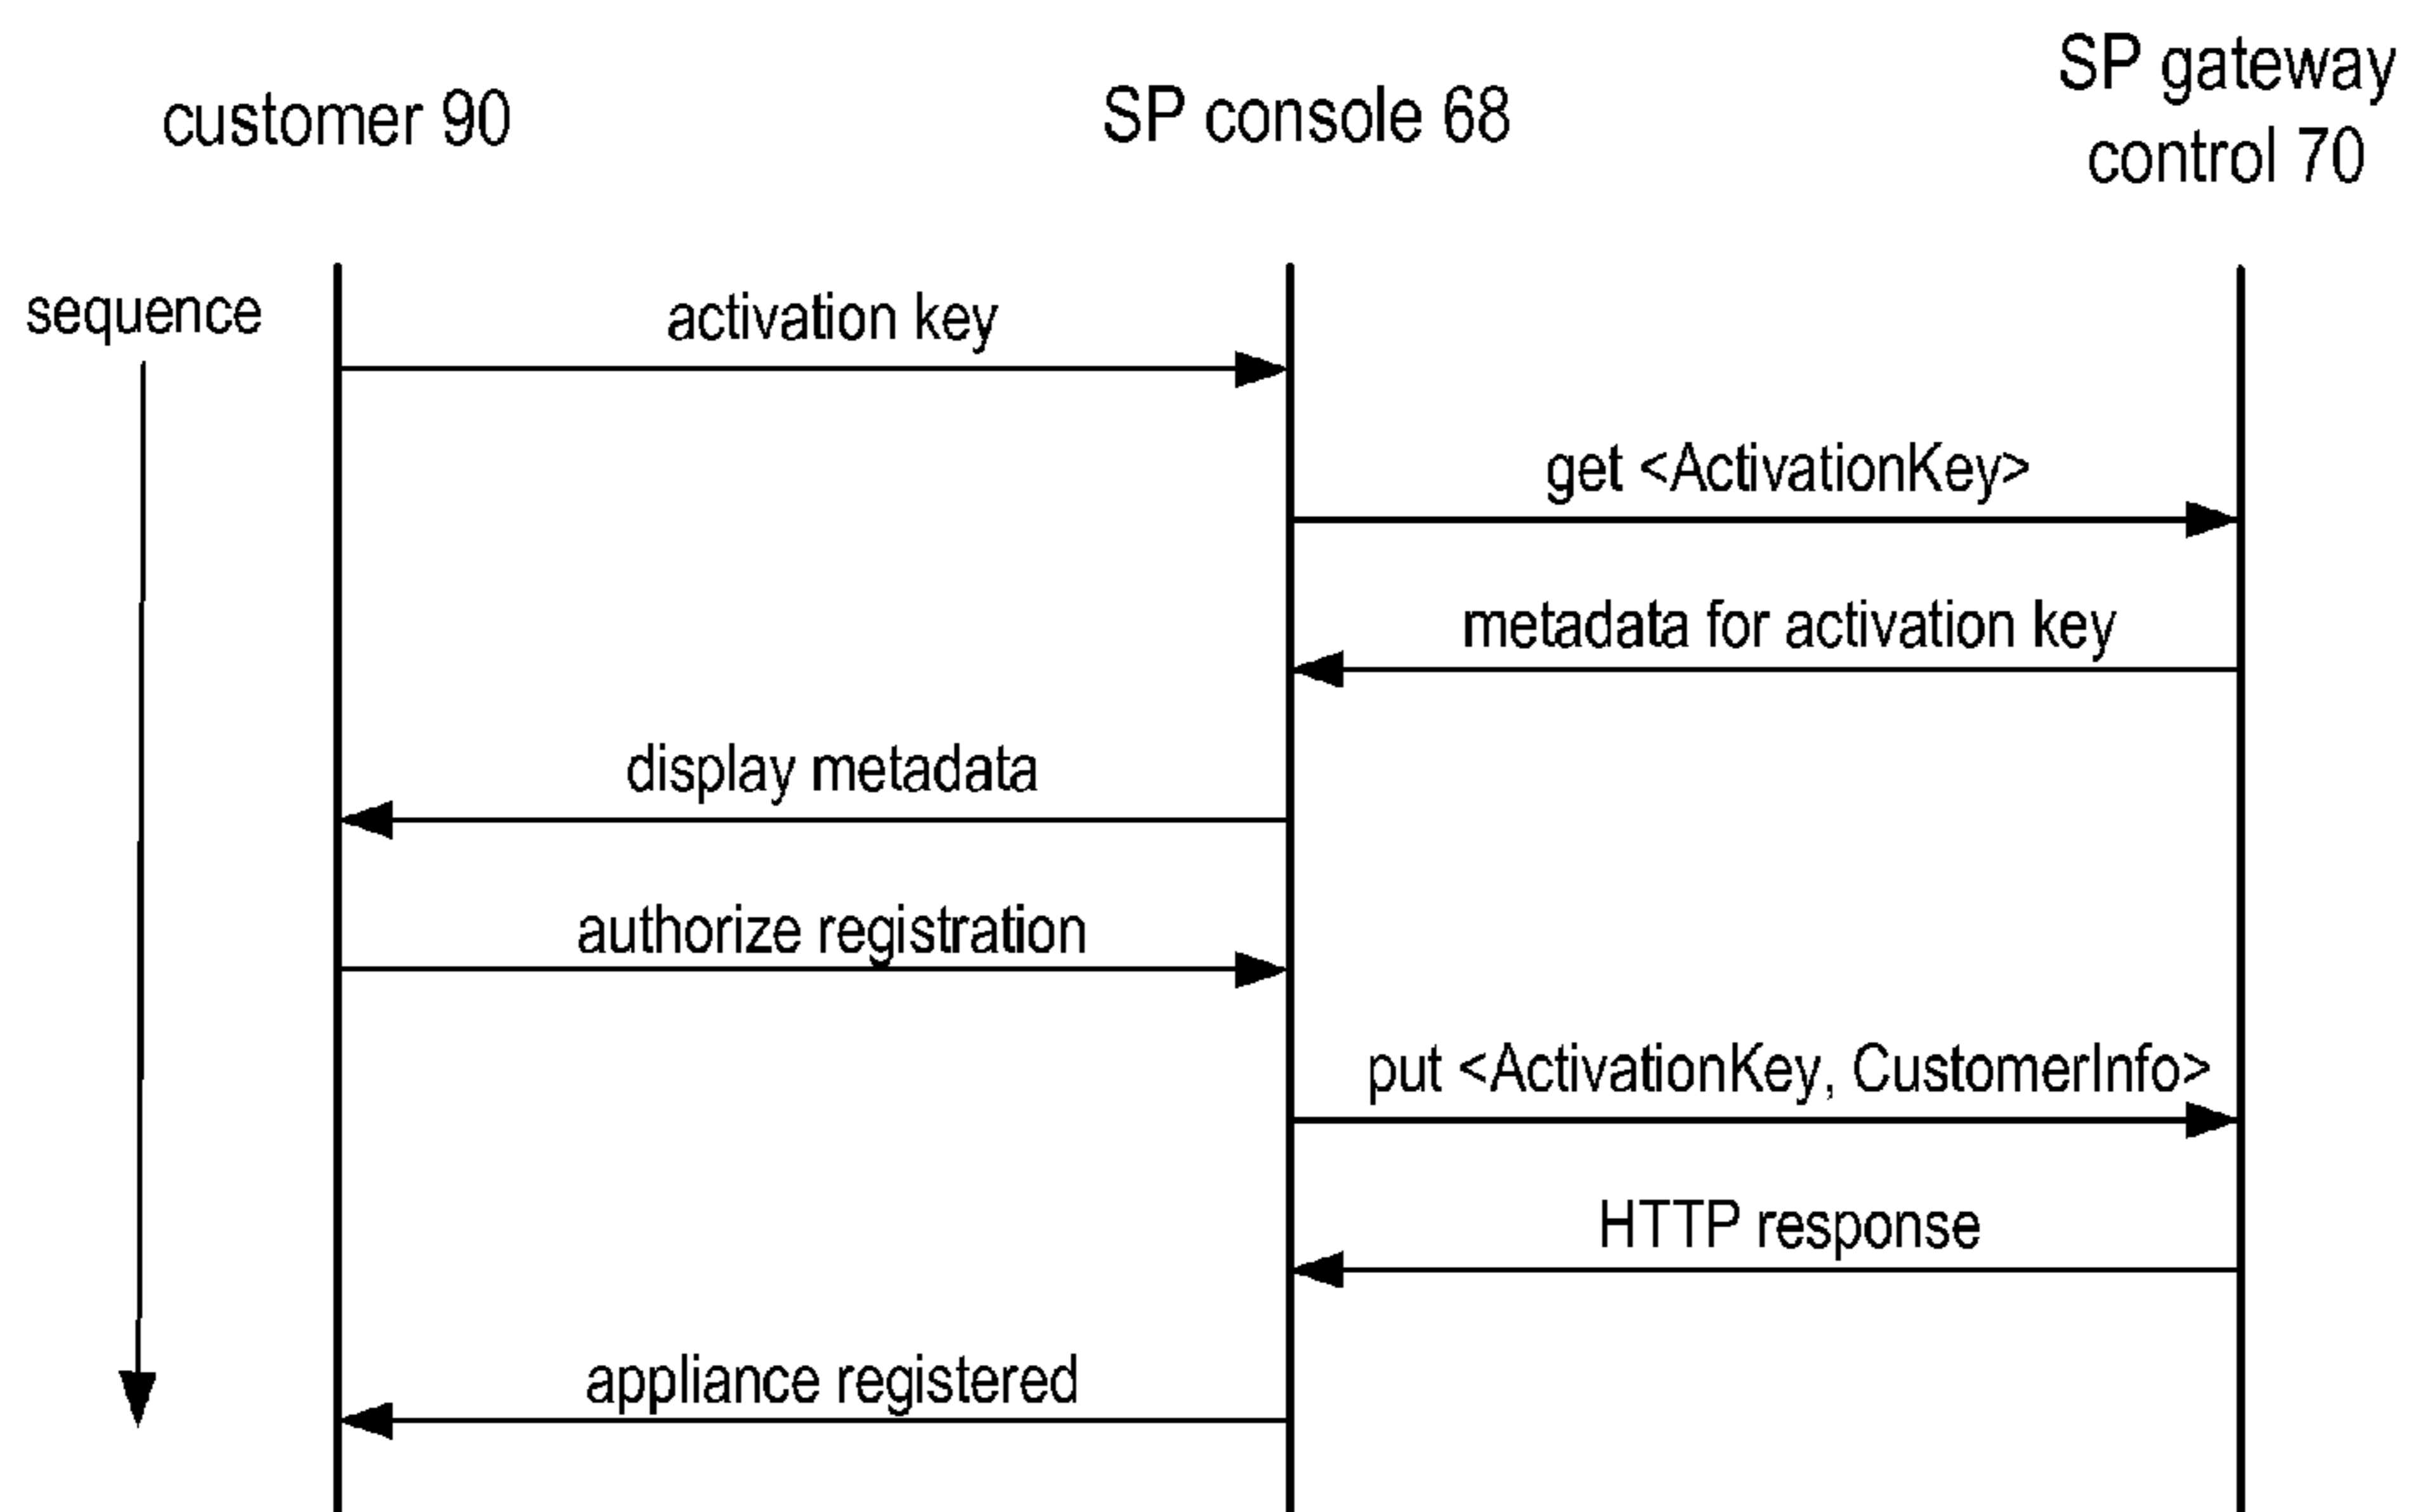 customer 90
SP console 68
SP gateway
control 70
sequence
activation key
get <ActivationKey>
metadata for activation key
display metadata
authorize registration
put <ActivationKey, CustomerInfo>
HTTP response
appliance registered